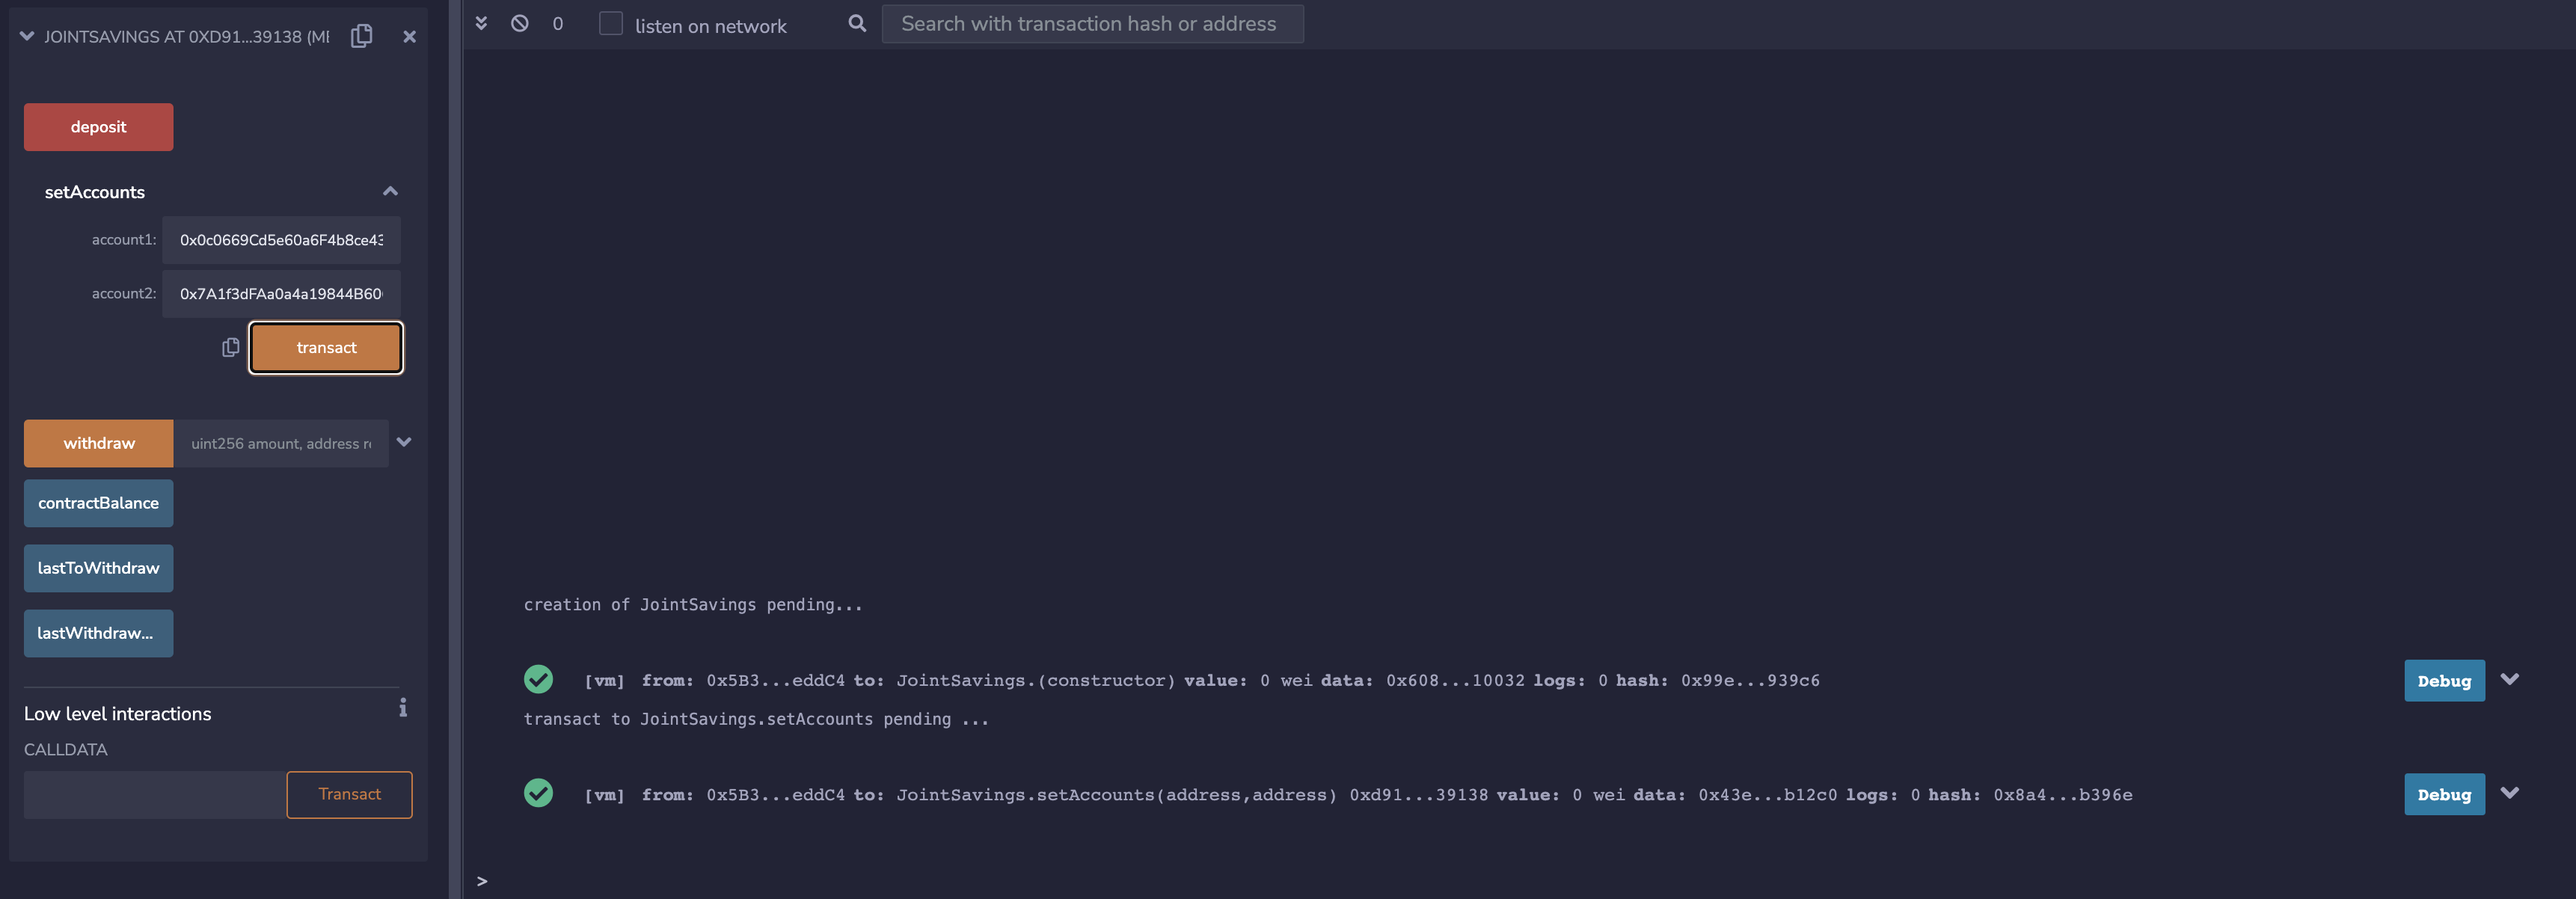 JOINTSAVINGS AT 0XD91...39138 (ME
deposit
setAccounts
account1: 0x0c0669Cd5e60a6F4b8ce43
account2: 0x7A1f3dFAa0a4a19844B60
transact
withdraw uint256 amount, address re
contractBalance
lastToWithdraw
lastWithdraw...
Low level interactions
CALLDATA
Transact
0 listen on network Search with transaction hash or address
creation of JointSavings pending...
[vm] from: 0x5B3...eddC4 to: JointSavings.(constructor) value: 0 wei data: 0x608...10032 logs: 0 hash: 0x99e...939c6 Debug
transact to JointSavings.setAccounts pending ...
[vm] from: 0x5B3...eddC4 to: JointSavings.setAccounts(address,address) 0xd91...39138 value: 0 wei data: 0x43e...b12c0 logs: 0 hash: 0x8a4...b396e Debug
>